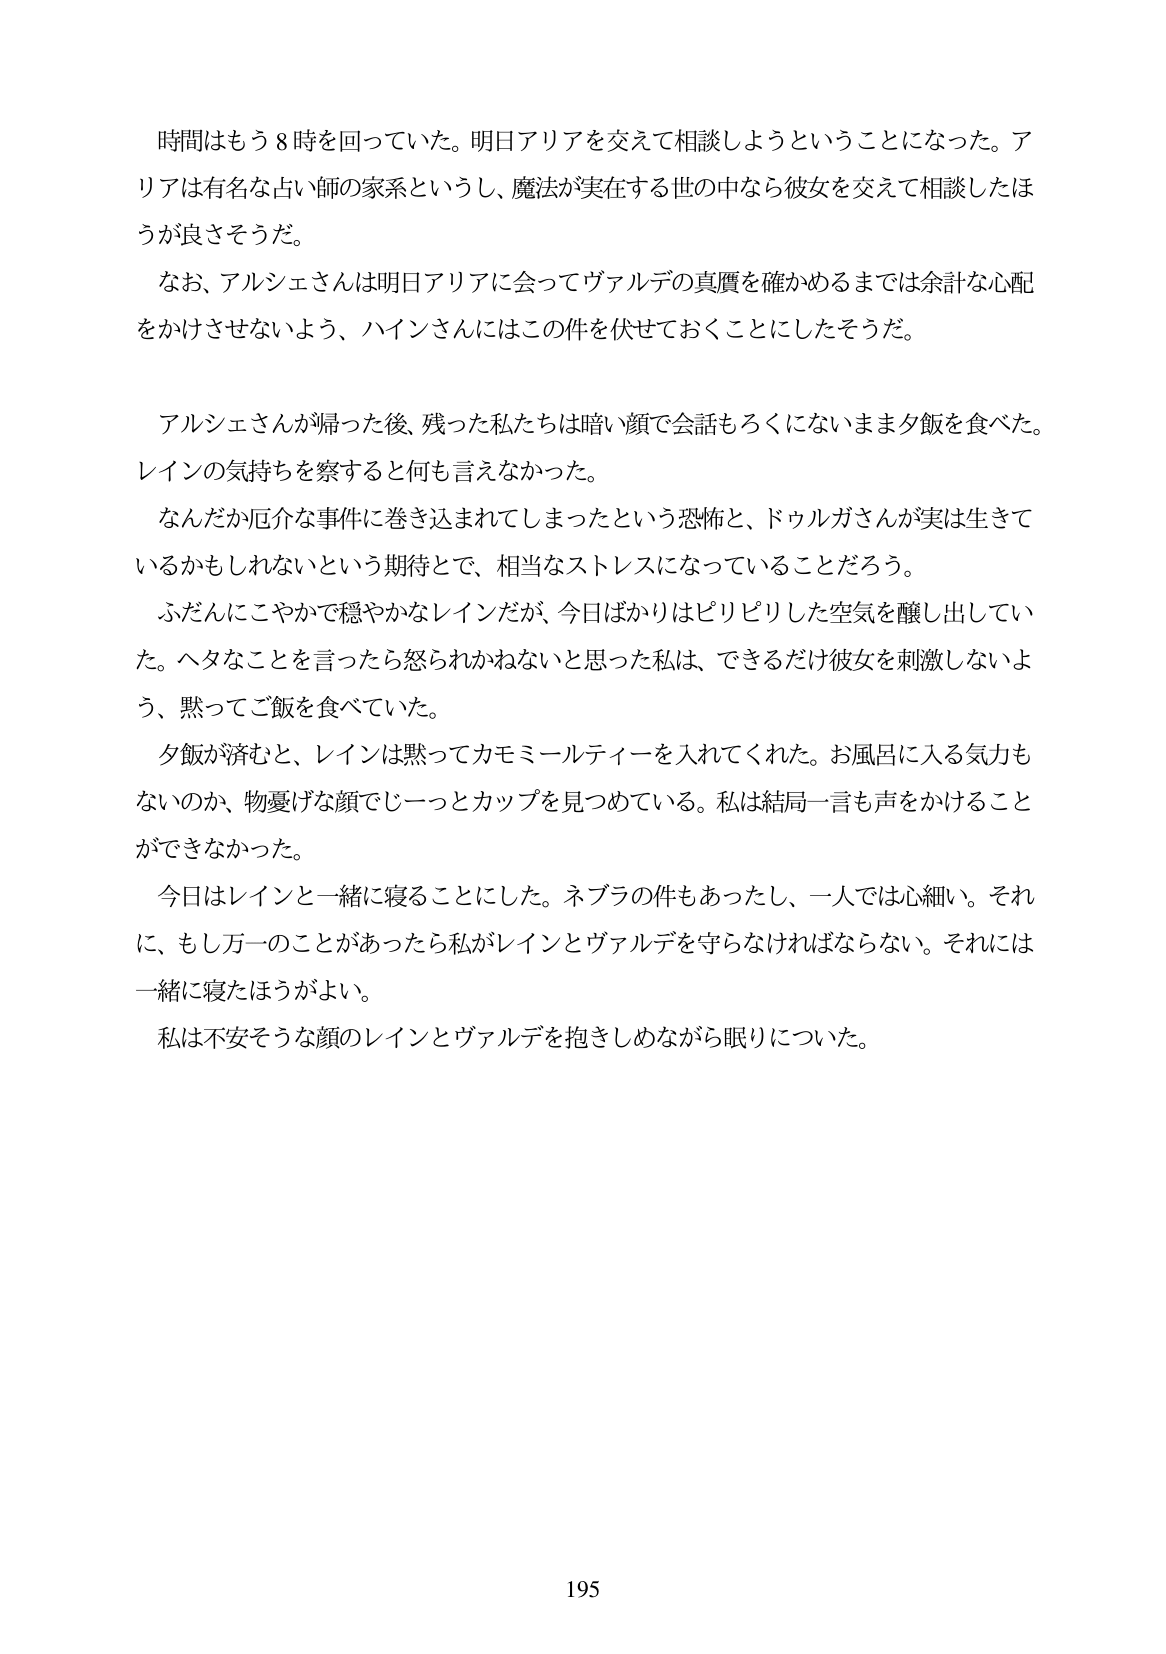 時間はもう 8 時を回っていた。明日アリアを交えて相談しようということになった。ア
リアは有名な占い師の家系というし、魔法が実在する世の中なら彼女を交えて相談したほ
うが良さそうだ。
なお、アルシェさんは明日アリアに会ってヴァルデの真贋を確かめるまでは余計な心配
をかけさせないよう、ハインさんにはこの件を伏せておくことにしたそうだ。
アルシェさんが帰った後、残った私たちは暗い顔で会話もろくにないまま夕飯を食べた。
レインの気持ちを察すると何も言えなかった。
なんだか厄介な事件に巻き込まれてしまったという恐怖と、ドゥルガさんが実は生きて
いるかもしれないという期待とで、相当なストレスになっていることだろう。
ふだんにこやかで穏やかなレインだが、今日ばかりはピリピリした空気を醸し出してい
た。ヘタなことを言ったら怒られかねないと思った私は、できるだけ彼女を刺激しないよ
う、黙ってご飯を食べていた。
夕飯が済むと、レインは黙ってカモミールティーを入れてくれた。お風呂に入る気力も
ないのか、物憂げな顔でじーっとカップを見つめている。私は結局一言も声をかけること
ができなかった。
今日はレインと一緒に寝ることにした。ネブラの件もあったし、一人では心細い。それ
に、もし万一のことがあったら私がレインとヴァルデを守らなければならない。それには
一緒に寝たほうがよい。
私は不安そうな顔のレインとヴァルデを抱きしめながら眠りについた。
195